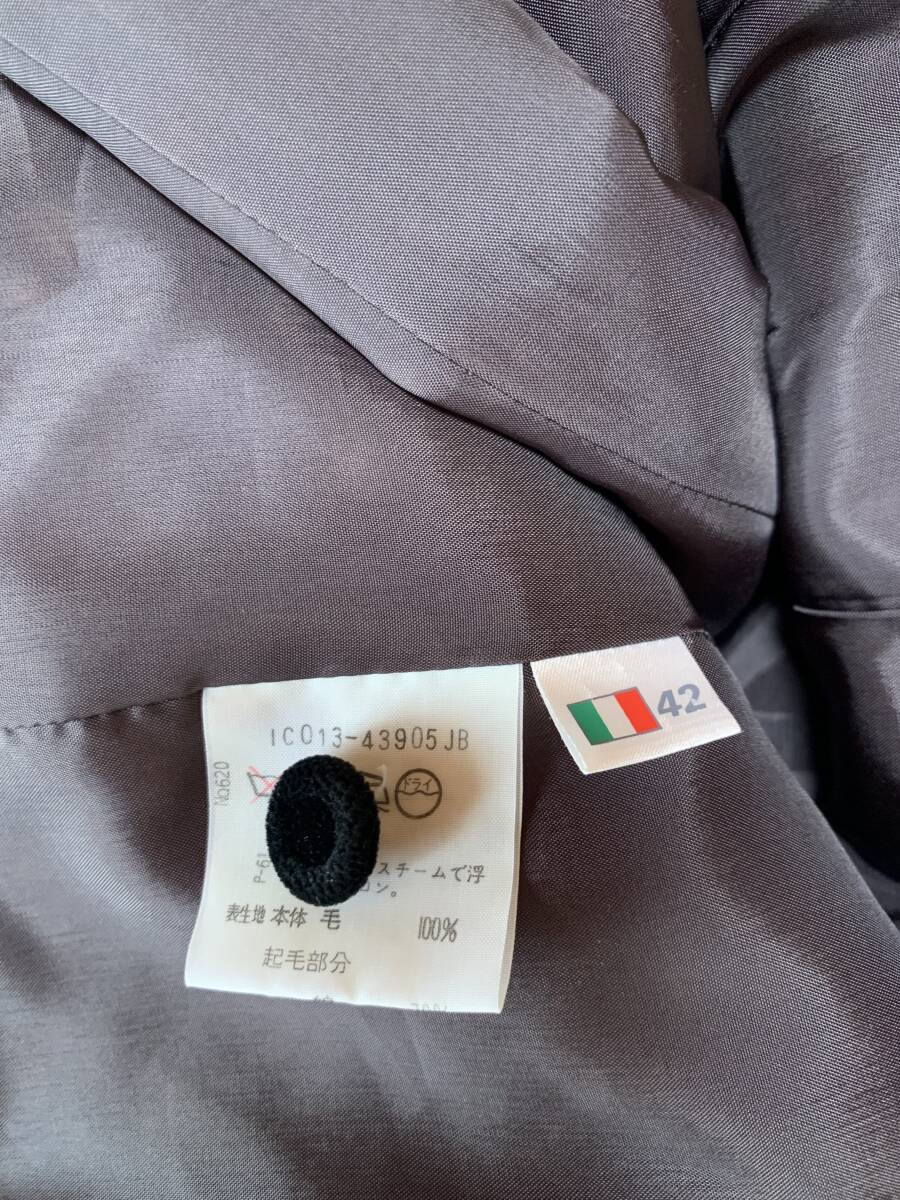 IC013-43905JB
42
No620
ドライ
P-61
スチームで浮
ン。
表生地 本体 毛 100%
起毛部分